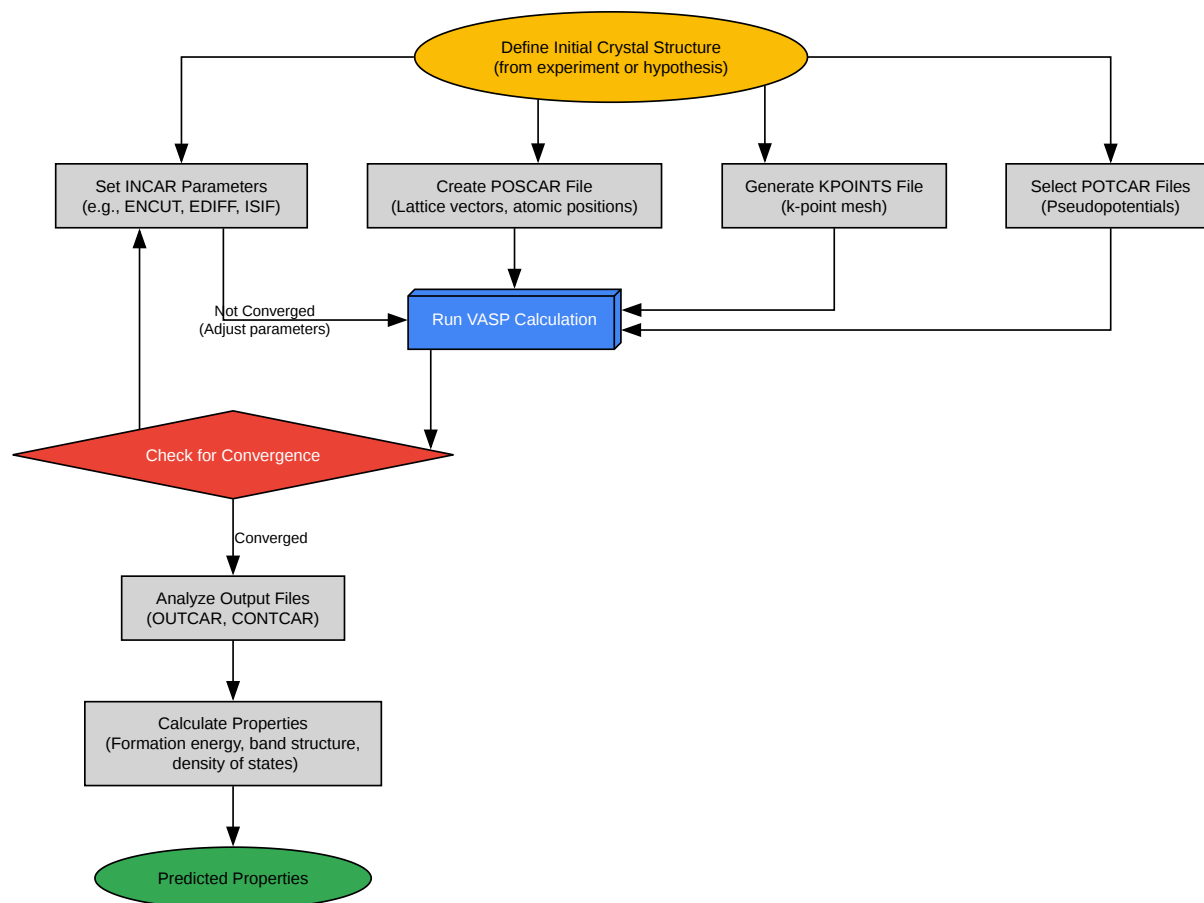 Define Initial Crystal Structure
(from experiment or hypothesis)
Set INCAR Parameters
(e.g., ENCUT, EDIFF, ISIF)
Create POSCAR File
(Lattice vectors, atomic positions)
Generate KPOINTS File
(k-point mesh)
Select POTCAR Files
(Pseudopotentials)
Not Converged
(Adjust parameters)
Run VASP Calculation
Check for Convergence
Converged
Analyze Output Files
(OUTCAR, CONTCAR)
Calculate Properties
(Formation energy, band structure,
density of states)
Predicted Properties